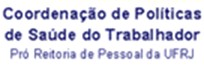 Coordenação de Políticas
de Saúde do Trabalhador
Pró Reitoria de Pessoal da UFRJ